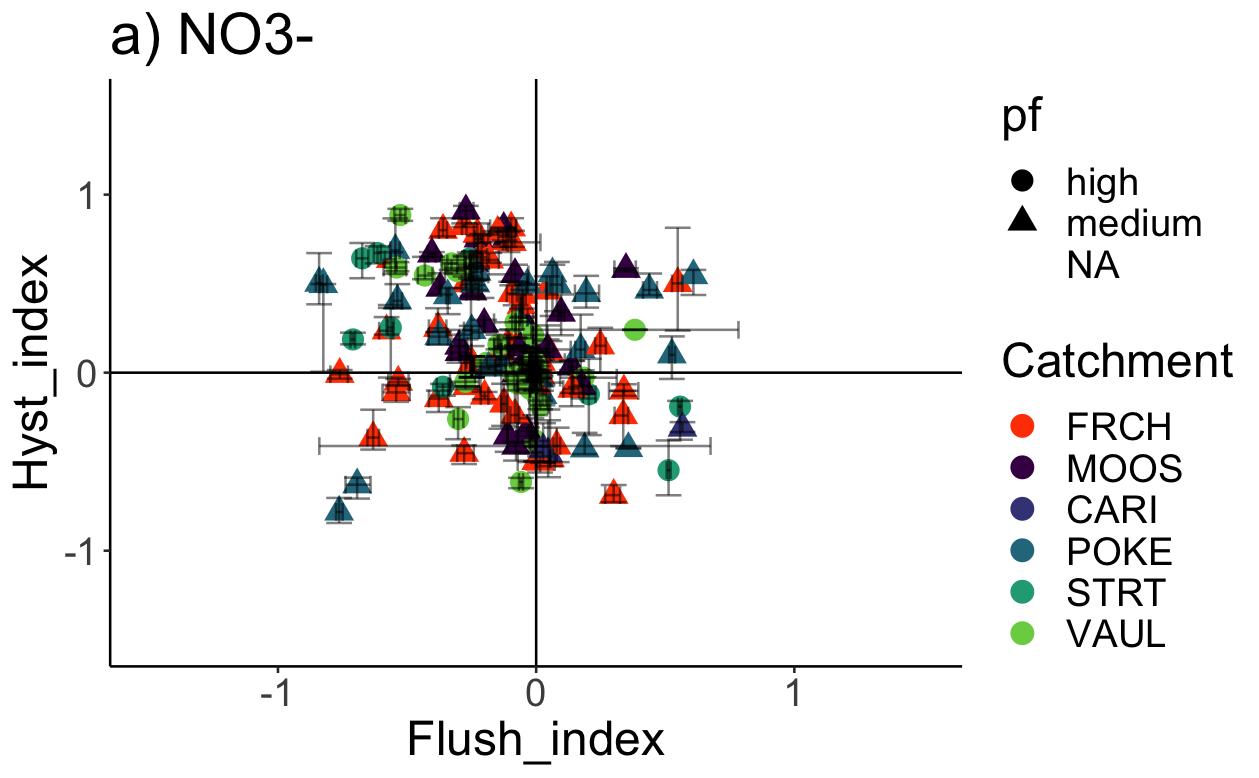 a) NO3-
Hyst_index
1
0
-1
-1
0
1
Flush_index
pf
high
medium
NA
Catchment
FRCH
MOOS
CARI
POKE
STRT
VAUL